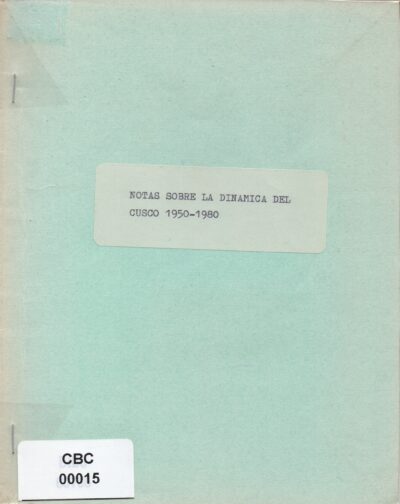 NOTAS SOBRE LA DINAMICA DEL
CUSCO 1950-1980
CBC
00015